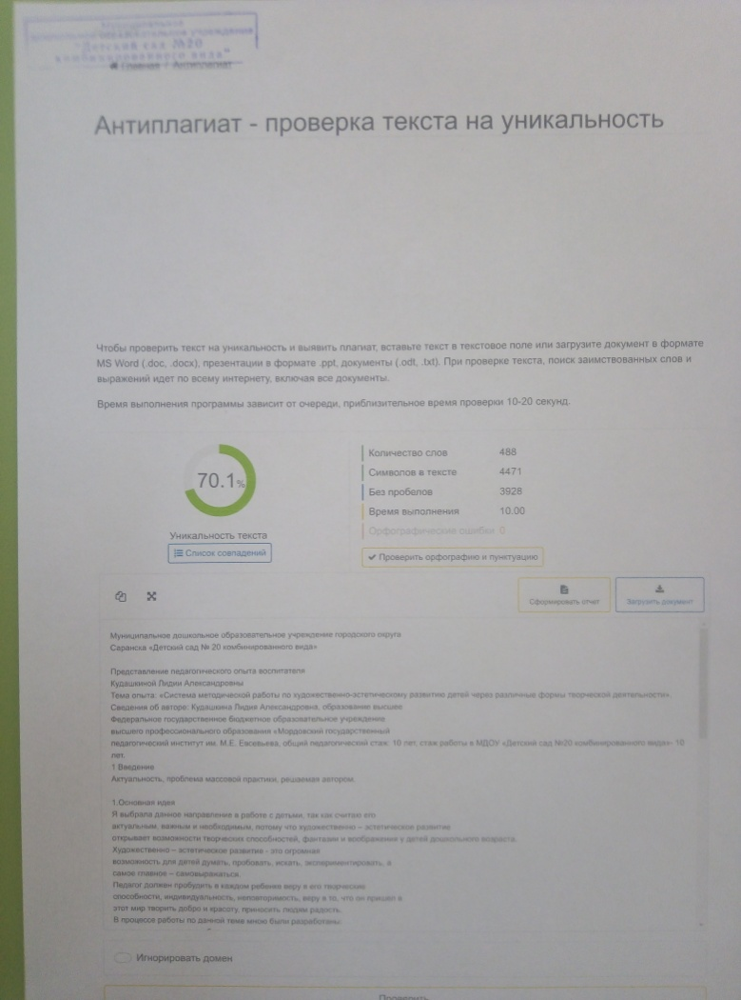 Муниципальное
дошкольное образовательное учреждение
"Детский сад №20
комбинированного вида"
Главная / Антиплагиат
Антиплагиат - проверка текста на уникальность
Чтобы проверить текст на уникальность и выявить плагиат, вставьте текст в текстовое поле или загрузите документ в формате
MS Word (.doc, .docx), презентации в формате .ppt, документы (.odt, .txt). При проверке текста, поиск заимствованных слов и
выражений идет по всему интернету, включая все документы.
Время выполнения программы зависит от очереди, приблизительное время проверки 10-20 секунд.
70.1%
Уникальность текста
Список совпадений
Количество слов 488
Символов в тексте 4471
Без пробелов 3928
Время выполнения 10.00
Орфографические ошибки 0
Проверить орфографию и пунктуацию
Сформировать отчет
Загрузить документ
Муниципальное дошкольное образовательное учреждение городского округа
Саранска «Детский сад № 20 комбинированного вида»
Представление педагогического опыта воспитателя
Кудашкиной Лидии Александровны
Тема опыта: «Система методической работы по художественно-эстетическому развитию детей через различные формы творческой деятельности».
Сведения об авторе: Кудашкина Лидия Александровна, образование высшее
Федеральное государственное бюджетное образовательное учреждение
высшего профессионального образования «Мордовский государственный
педагогический институт им. М.Е. Евсевьева, общий педагогический стаж: 10 лет, стаж работы в МДОУ «Детский сад №20 комбинированного вида»- 10
лет.
1 Введение
Актуальность, проблема массовой практики, решаемая автором.
1.Основная идея
Я выбрала данное направление в работе с детьми, так как считаю его
актуальным, важным и необходимым, потому что художественно – эстетическое развитие
открывает возможности творческих способностей, фантазии и воображения у детей дошкольного возраста.
Художественно – эстетическое развитие - это огромная
возможность для детей думать, пробовать, искать, экспериментировать, а
самое главное – самовыражаться.
Педагог должен пробудить в каждом ребенке веру в его творческие
способности, индивидуальность, неповторимость, веру в то, что он пришел в
этот мир творить добро и красоту, приносить людям радость.
В процессе работы по данной теме мною были разработаны:
Игнорировать домен
Проверить